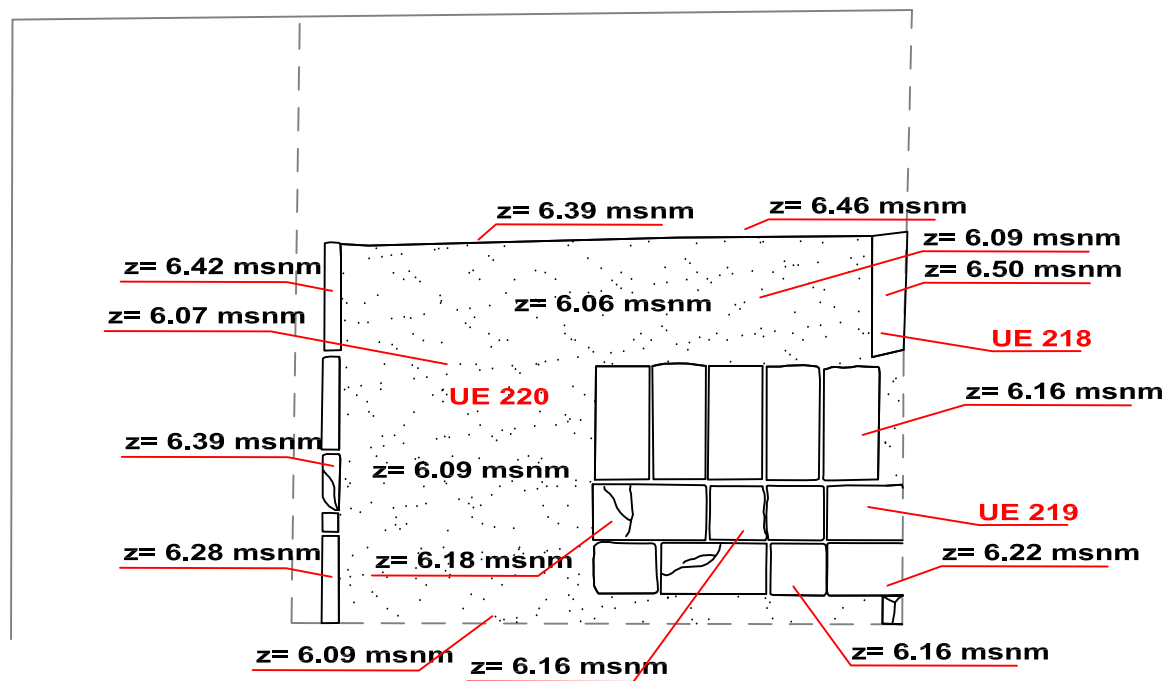 z= 6.39 msnm
z= 6.46 msnm
z= 6.09 msnm
z= 6.42 msnm
z= 6.50 msnm
z= 6.06 msnm
z= 6.07 msnm
UE 218
UE 220
z= 6.16 msnm
z= 6.39 msnm
z= 6.09 msnm
UE 219
z= 6.28 msnm
z= 6.18 msnm
z= 6.22 msnm
z= 6.09 msnm
z= 6.16 msnm
z= 6.16 msnm